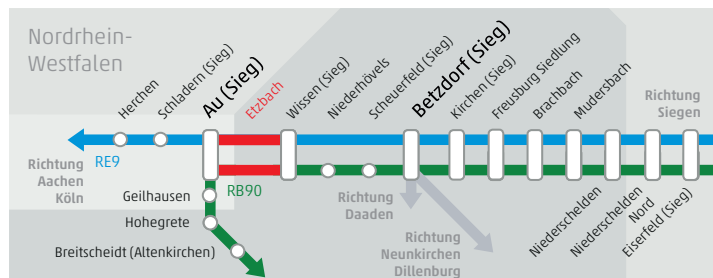 Nordrhein-
Westfalen
Herchen
Schladern (Sieg)
Au (Sieg)
Etzbach
Wissen (Sieg)
Niederhövels
Scheuerfeld (Sieg)
Betzdorf (Sieg)
Kirchen (Sieg)
Freusburg Siedlung
Brachbach
Mudersbach
Richtung
Siegen
RE9
Richtung
Aachen
Köln
RB90
Geilhausen
Hohegrete
Breitscheidt (Altenkirchen)
Richtung
Daaden
Richtung
Neunkirchen
Dillenburg
Niederschelden
Niederschelden
Nord
Eiserfeld (Sieg)